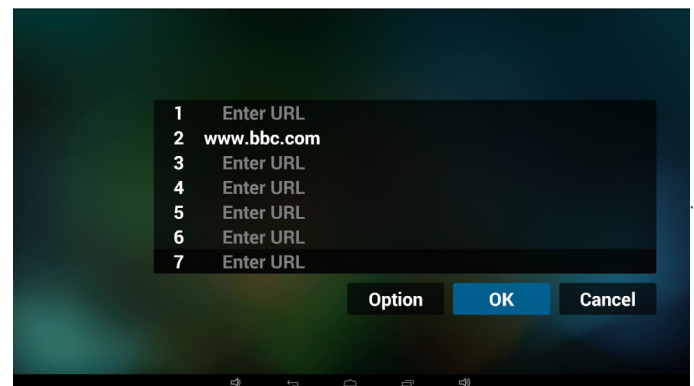 1 Enter URL
2 www.bbc.com
3 Enter URL
4 Enter URL
5 Enter URL
6 Enter URL
7 Enter URL
Option OK Cancel